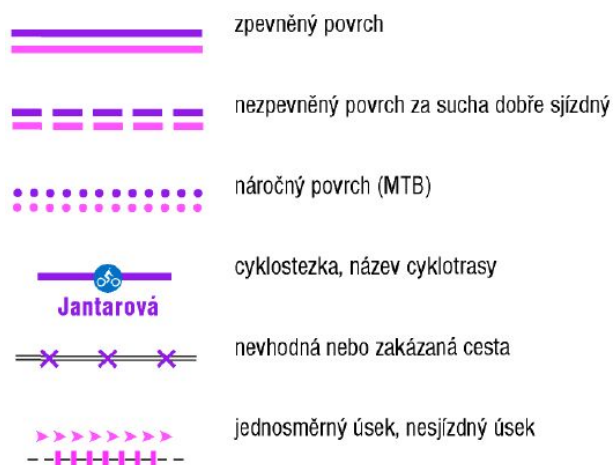 zpevněný povrch
nezpevněný povrch za sucha dobře sjízdný
náročný povrch (MTB)
cyklostezka, název cyklotrasy
Jantarová
nevhodná nebo zakázaná cesta
jednosměrný úsek, nesjízdný úsek